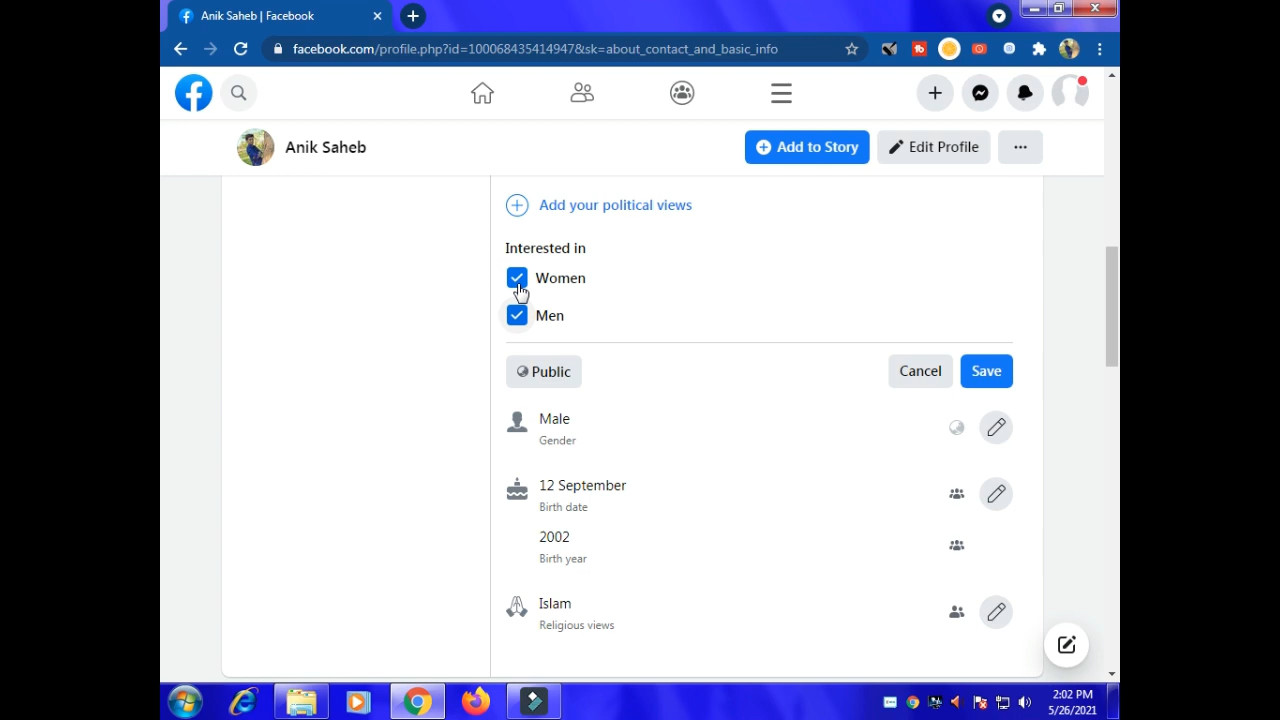 Anik Saheb | Facebook
facebook.com/profile.php?id=100068435414947&sk=about_contact_and_basic_info
Anik Saheb
Add to Story
Edit Profile
Add your political views
Interested in
Women
Men
Public
Cancel
Save
Male
Gender
12 September
Birth date
2002
Birth year
Islam
Religious views
2:02 PM
5/26/2021